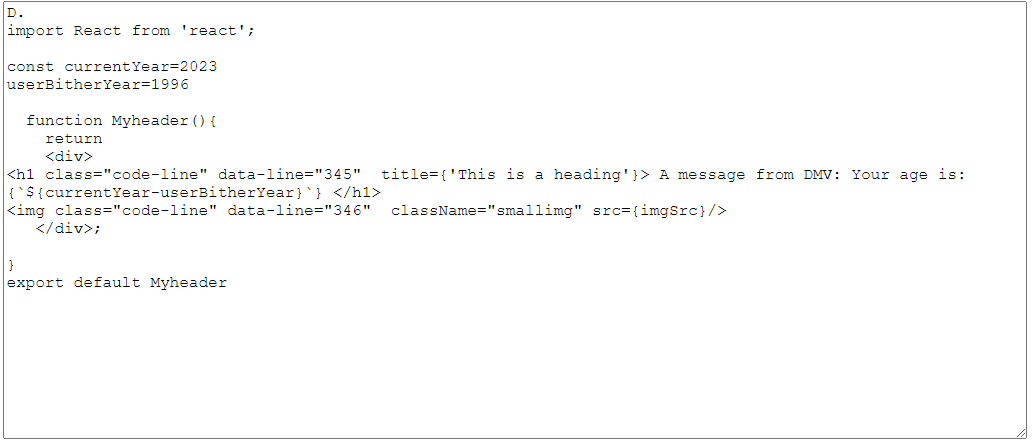 D.
import React from 'react';
const currentYear=2023
userBitherYear=1996
function Myheader(){
return
<div>
<h1 class="code-line" data-line="345"  title={'This is a heading'}> A message from DMV: Your age is:
{`${currentYear-userBitherYear}`} </h1>
<img class="code-line" data-line="346"  className="smallimg" src={imgSrc}/>
</div>;
}
export default Myheader